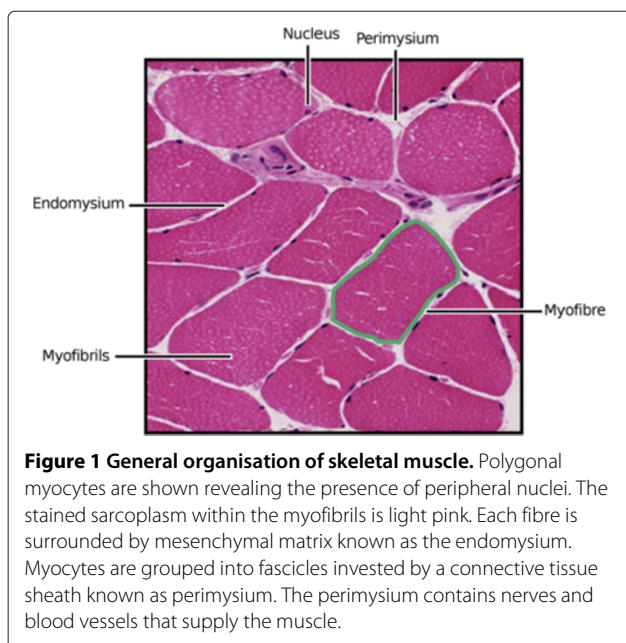 Nucleus
Perimysium
Endomysium
Myofibre
Myofibrils
Figure 1 General organisation of skeletal muscle. Polygonal
myocytes are shown revealing the presence of peripheral nuclei. The
stained sarcoplasm within the myofibrils is light pink. Each fibre is
surrounded by mesenchymal matrix known as the endomysium.
Myocytes are grouped into fascicles invested by a connective tissue
sheath known as perimysium. The perimysium contains nerves and
blood vessels that supply the muscle.